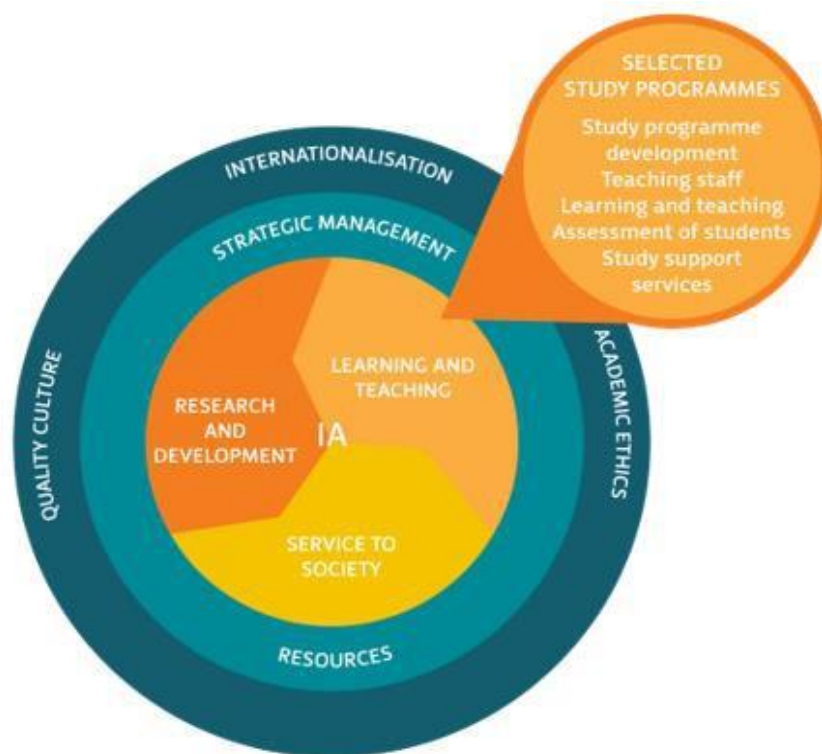 SELECTED
STUDY PROGRAMMES
Study programme
development
Teaching staff
Learning and teaching
Assessment of students
Study support
services
INTERNATIONALISATION
STRATEGIC MANAGEMENT
QUALITY CULTURE
ACADEMIC ETHICS
LEARNING AND
TEACHING
RESEARCH
AND
DEVELOPMENT
IA
SERVICE TO
SOCIETY
RESOURCES